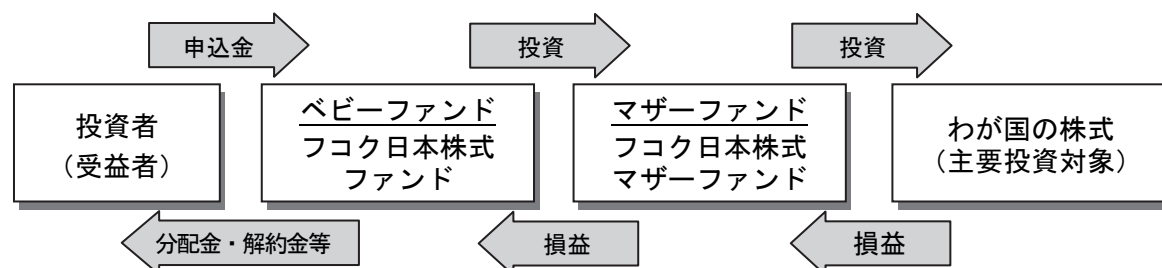 申込金
投資
投資
投資者
（受益者）
ベビーファンド
フコク日本株式
ファンド
マザーファンド
フコク日本株式
マザーファンド
わが国の株式
（主要投資対象）
分配金・解約金等
損益
損益